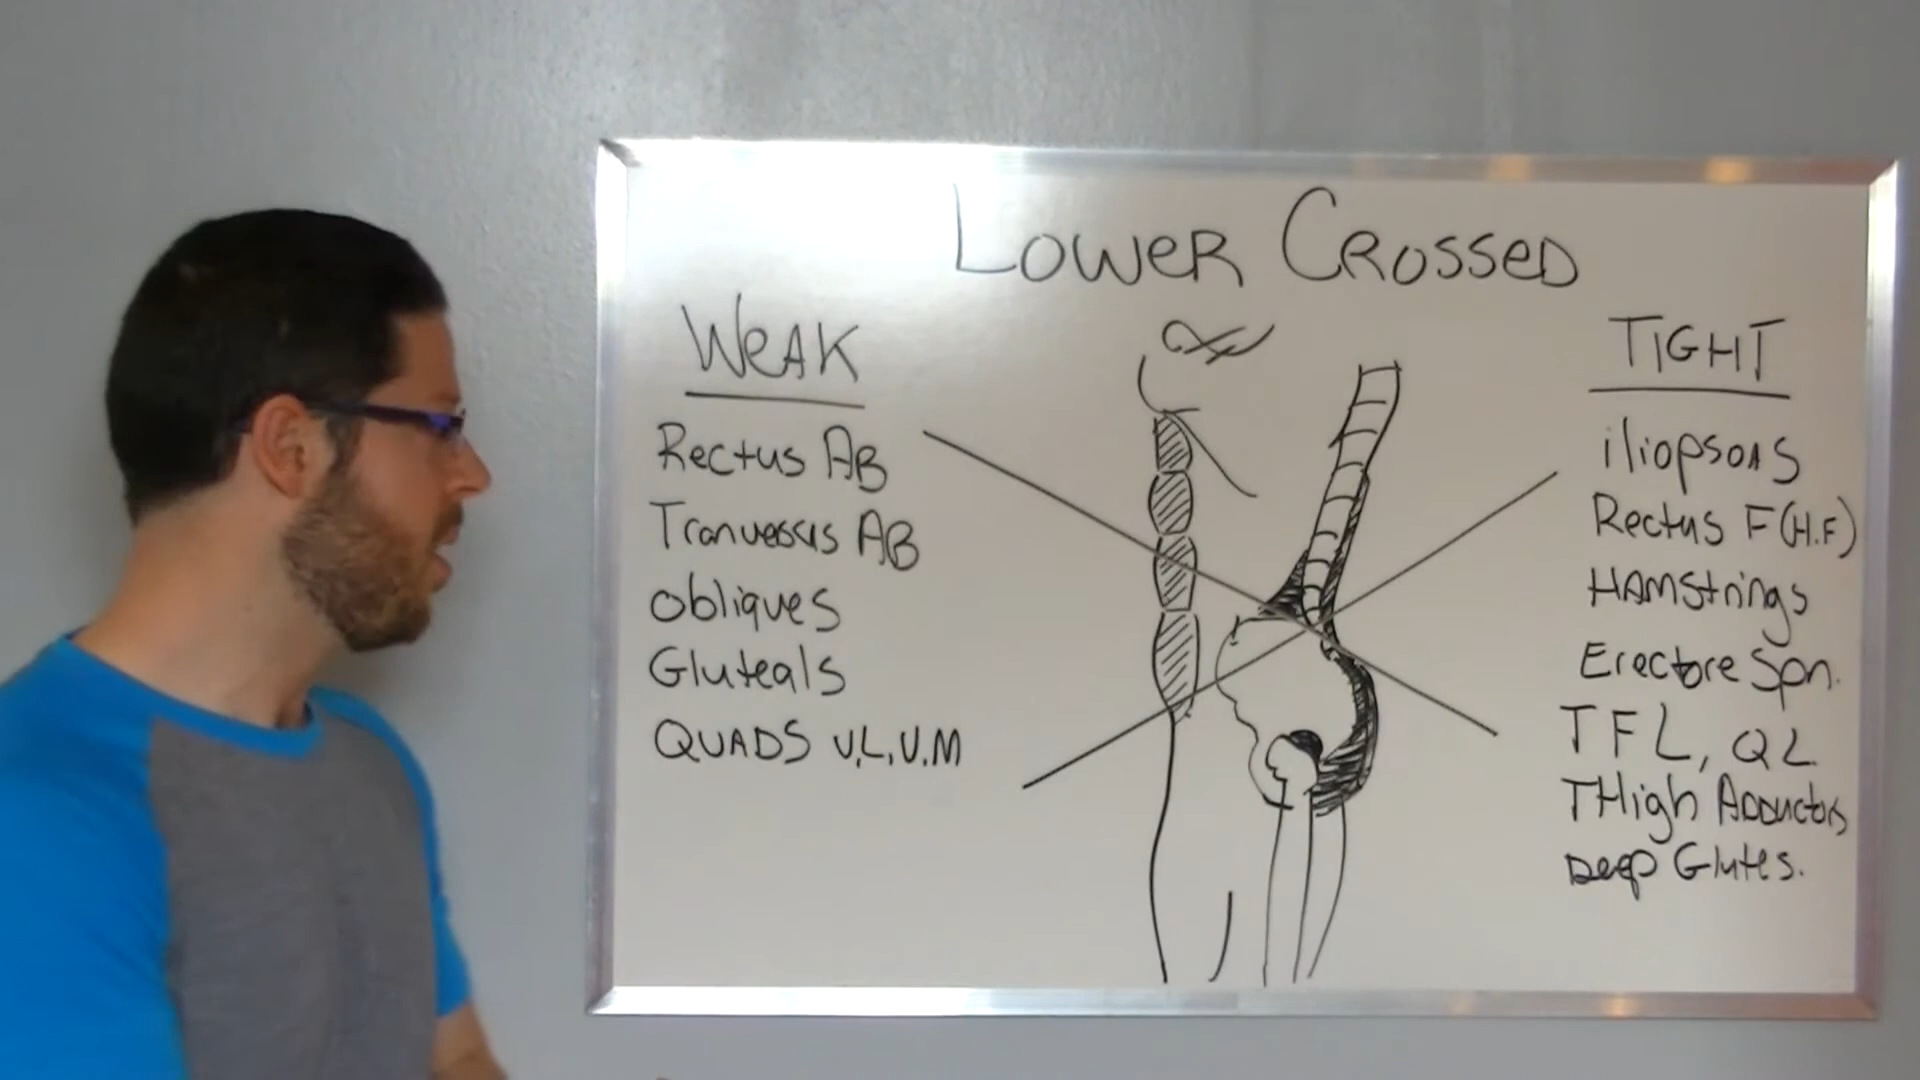 Lower Crossed
Weak
Rectus AB
Tranversus AB
obliques
Gluteals
QUADS V.L, V.M
TIGHT
iliopsoas
Rectus F(H.F)
HAMStrings
Erectore Spn.
TFL, QL
THigh Adductors
Deep Glutes.